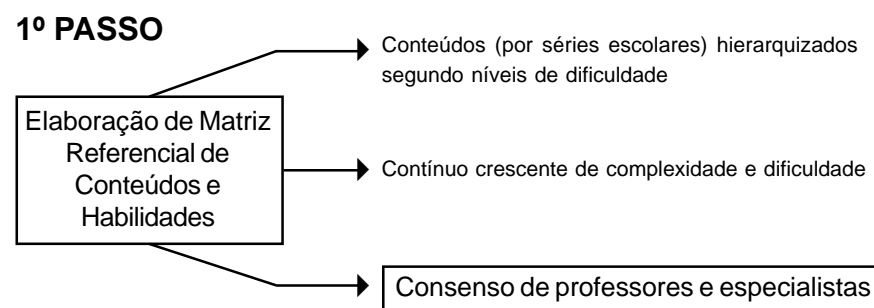 1º PASSO
Conteúdos (por séries escolares) hierarquizados
segundo níveis de dificuldade
Elaboração de Matriz
Referencial de
Conteúdos e
Habilidades
Contínuo crescente de complexidade e dificuldade
Consenso de professores e especialistas